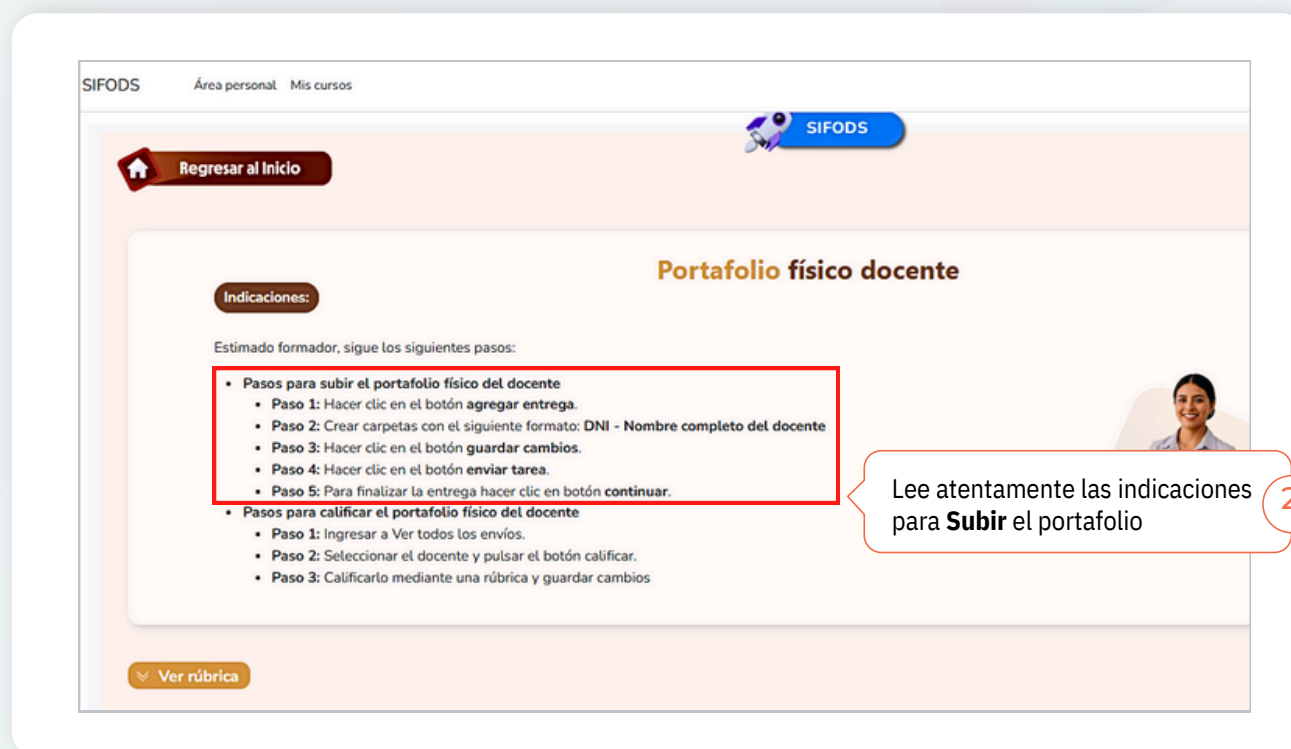 SIFODS Área personal Mis cursos
SIFODS
Regresar al Inicio
Portafolio físico docente
Indicaciones:
Estimado formador, sigue los siguientes pasos:
• Pasos para subir el portafolio físico del docente
• Paso 1: Hacer clic en el botón agregar entrega.
• Paso 2: Crear carpetas con el siguiente formato: DNI - Nombre completo del docente
• Paso 3: Hacer clic en el botón guardar cambios.
• Paso 4: Hacer clic en el botón enviar tarea.
• Paso 5: Para finalizar la entrega hacer clic en botón continuar.
• Pasos para calificar el portafolio físico del docente
• Paso 1: Ingresar a Ver todos los envíos.
• Paso 2: Seleccionar el docente y pulsar el botón calificar.
• Paso 3: Calificarlo mediante una rúbrica y guardar cambios
Lee atentamente las indicaciones
para Subir el portafolio
2
Ver rúbrica